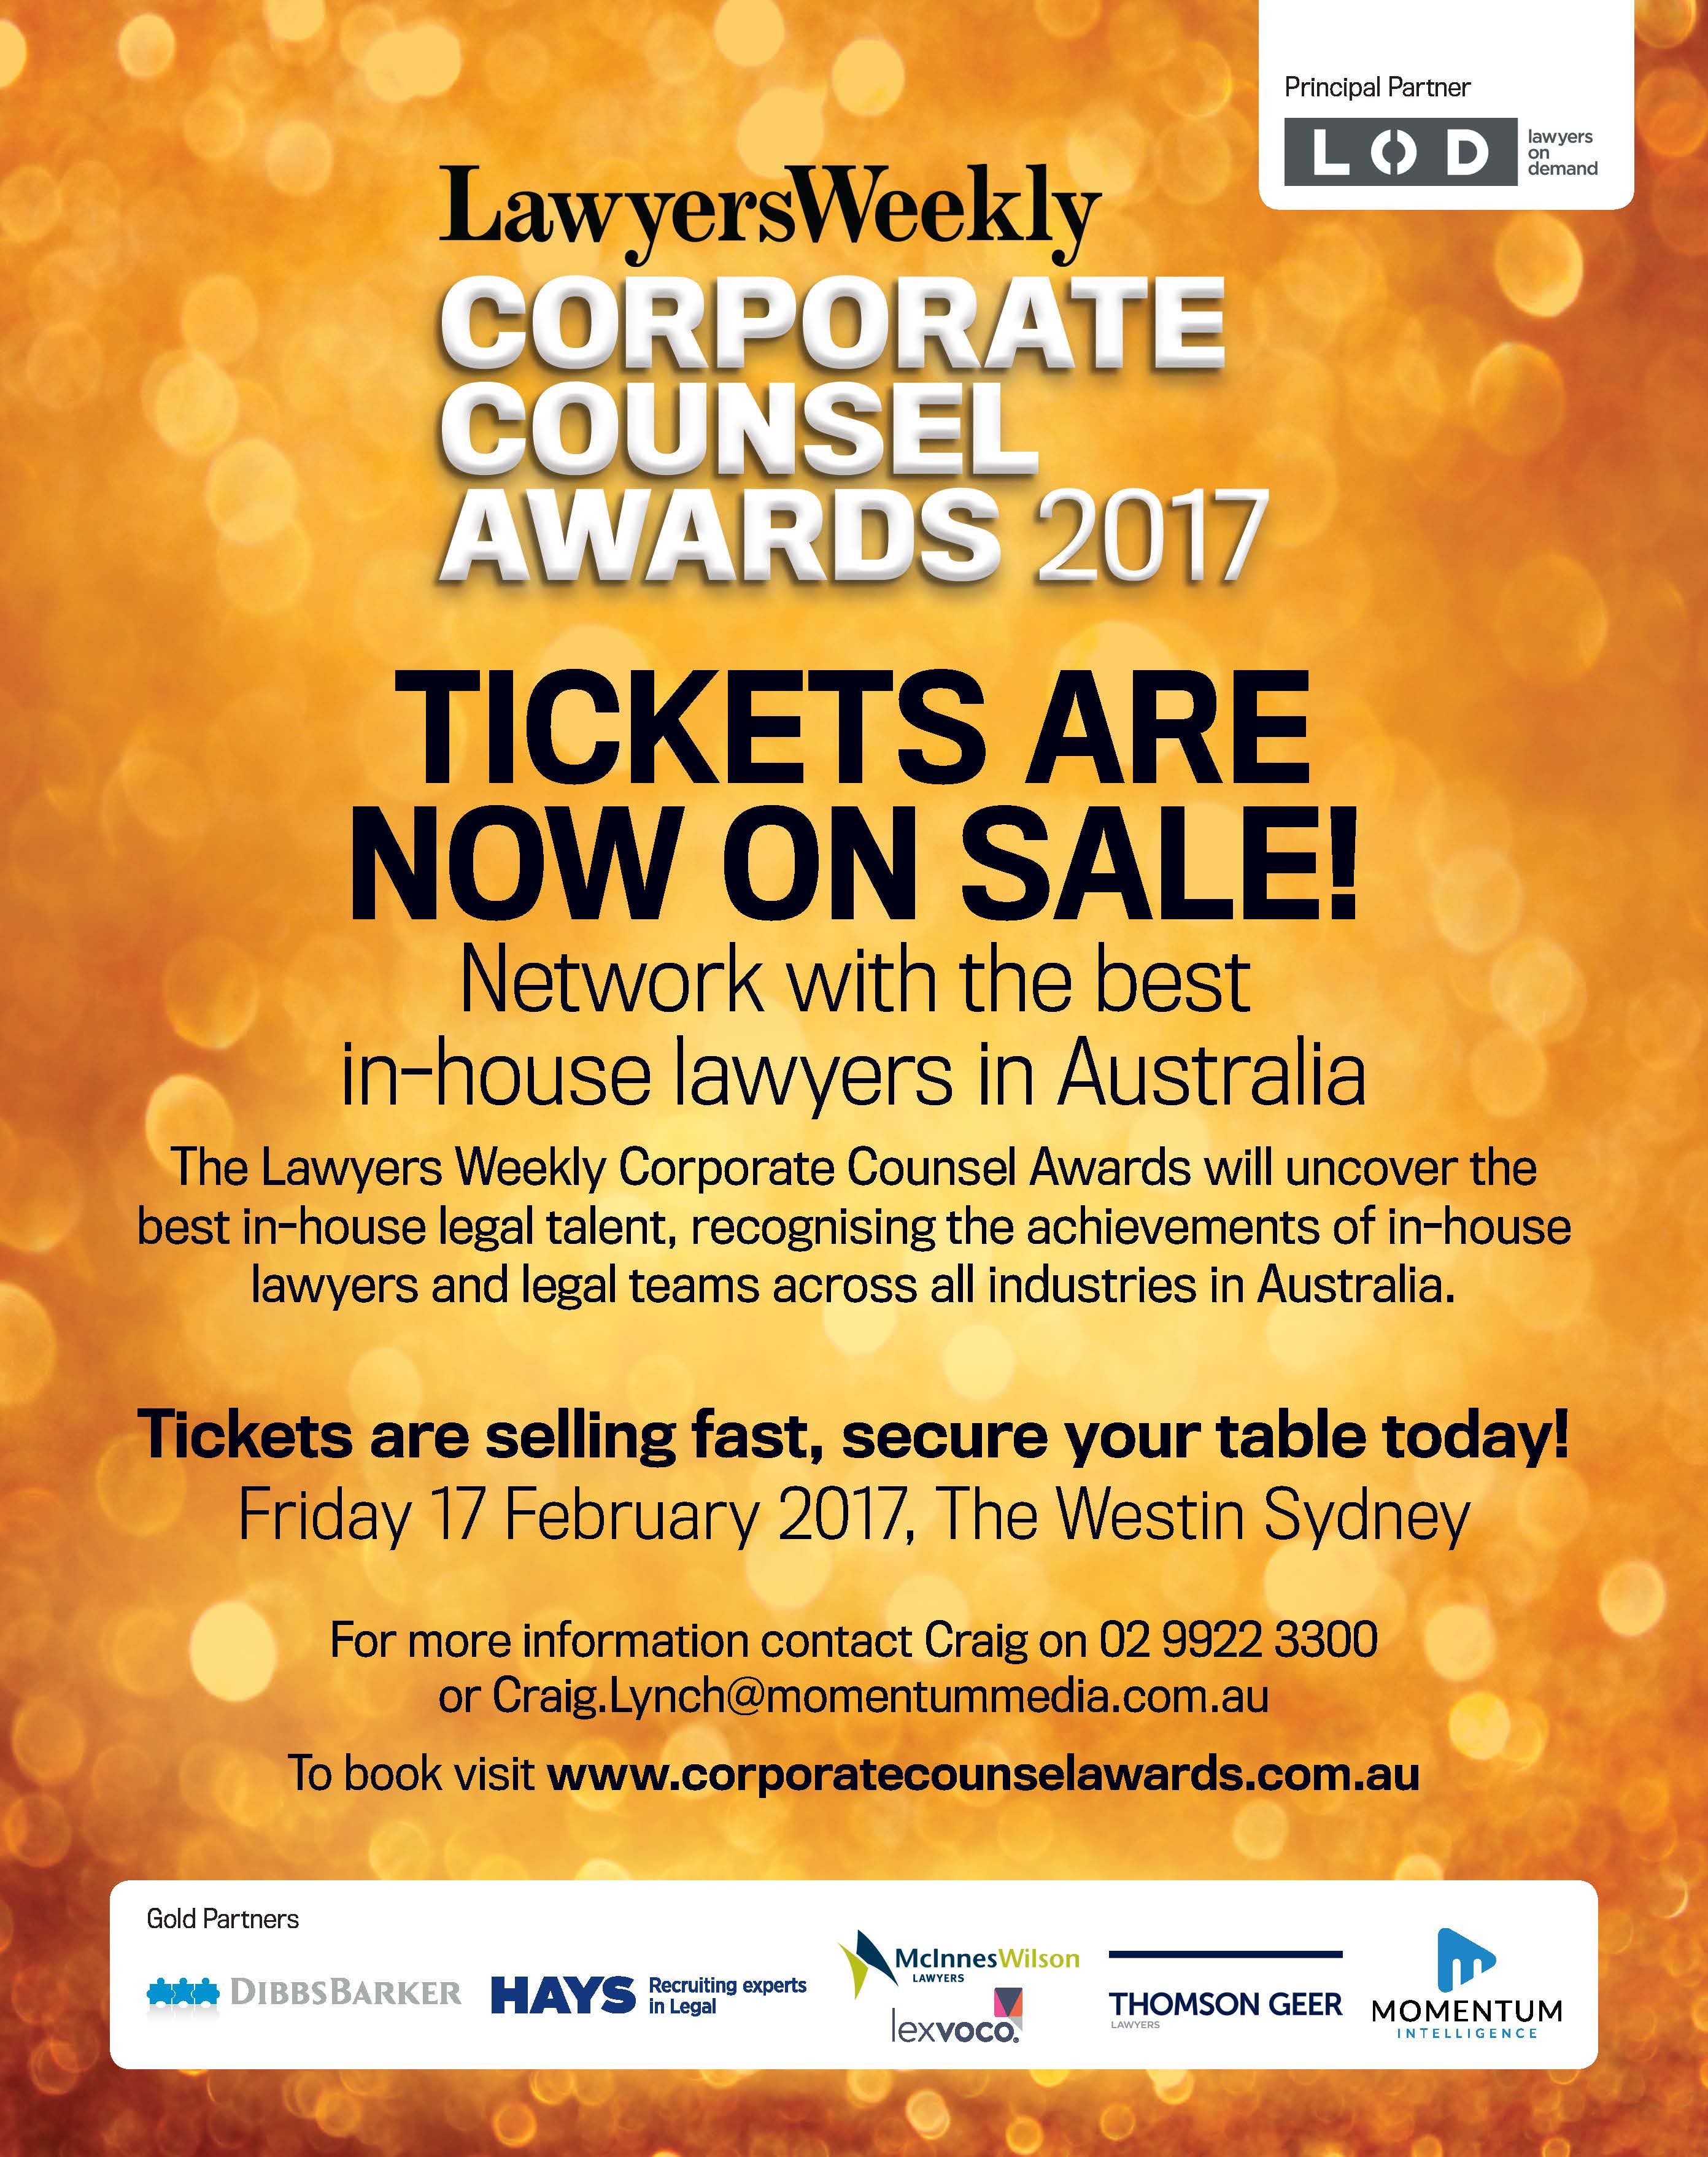 Principal Partner
LOD lawyers
on
demand
LawyersWeekly
CORPORATE
COUNSEL
AWARDS 2017
TICKETS ARE
NOW ON SALE!
Network with the best
in-house lawyers in Australia
The Lawyers Weekly Corporate Counsel Awards will uncover the
best in-house legal talent, recognising the achievements of in-house
lawyers and legal teams across all industries in Australia.
Tickets are selling fast, secure your table today!
Friday 17 February 2017, The Westin Sydney
For more information contact Craig on 02 9922 3300
or Craig.Lynch@momentummedia.com.au
To book visit www.corporatecounselawards.com.au
Gold Partners
DIBBSBARKER
HAYS Recruiting experts
in Legal
McInnesWilson
LAWYERS
lexvoco.
THOMSON GEER
LAWYERS
m
MOMENTUM
INTELLIGENCE